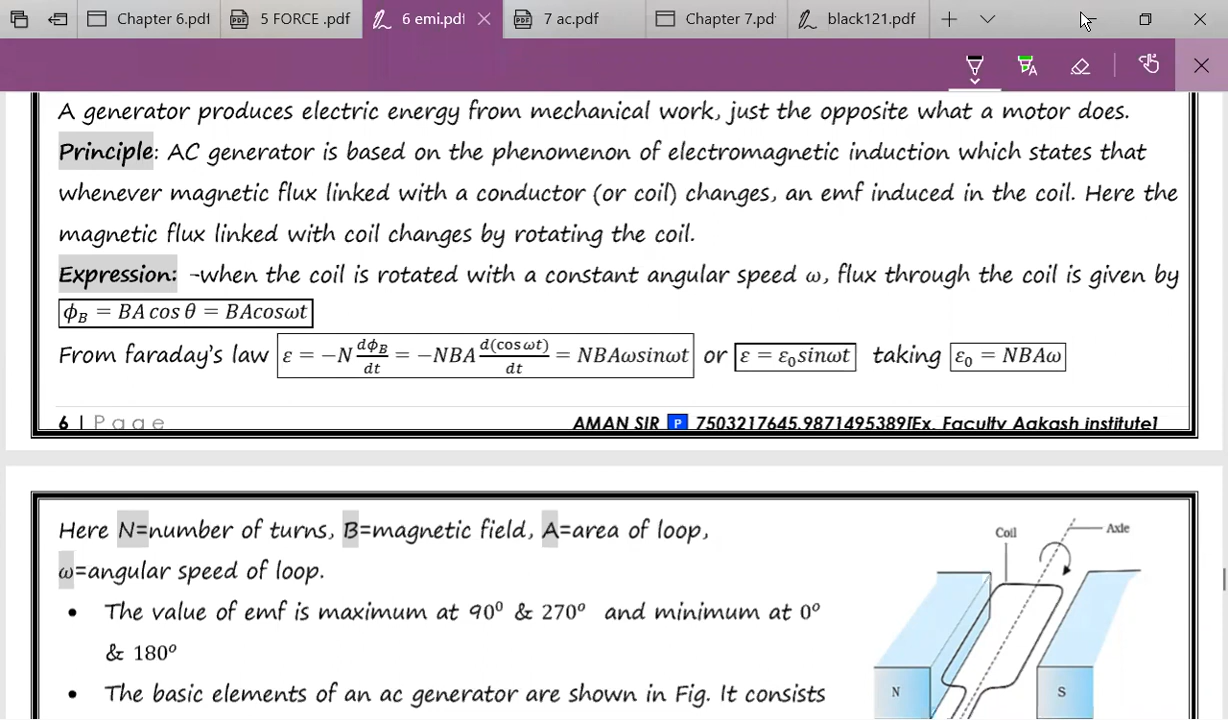 Chapter 6.pdf
5 FORCE .pdf
6 emi.pdf
7 ac.pdf
Chapter 7.pdf
black121.pdf
A generator produces electric energy from mechanical work, just the opposite what a motor does.
Principle: AC generator is based on the phenomenon of electromagnetic induction which states that
whenever magnetic flux linked with a conductor (or coil) changes, an emf induced in the coil. Here the
magnetic flux linked with coil changes by rotating the coil.
Expression: -when the coil is rotated with a constant angular speed ω, flux through the coil is given by
ϕ_B = BA cos θ = BAcosωt
From faraday's law ε = −N dϕ_B/dt = −NBA d(cos ωt)/dt = NBAωsinωt or ε = ε₀sinωt taking ε₀ = NBAω
6 | Page AMAN SIR P 7503217645,9871495389[Ex. Faculty Aakash institute]
Here N=number of turns, B=magnetic field, A=area of loop,
ω=angular speed of loop.
• The value of emf is maximum at 90⁰ & 270⁰ and minimum at 0⁰
& 180⁰
• The basic elements of an ac generator are shown in Fig. It consists
Coil
Axle
N
S